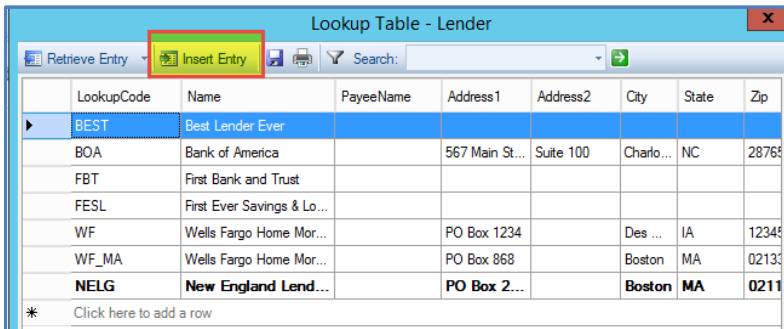 Lookup Table - Lender x
Retrieve Entry Insert Entry Search:
LookupCode Name PayeeName Address1 Address2 City State Zip
BEST Best Lender Ever
BOA Bank of America 567 Main St... Suite 100 Charlo... NC 28765
FBT First Bank and Trust
FESL First Ever Savings & Lo...
WF Wells Fargo Home Mor... PO Box 1234 Des ... IA 12345
WF_MA Wells Fargo Home Mor... PO Box 868 Boston MA 02133
NELG New England Lend... PO Box 2... Boston MA 0211
* Click here to add a row